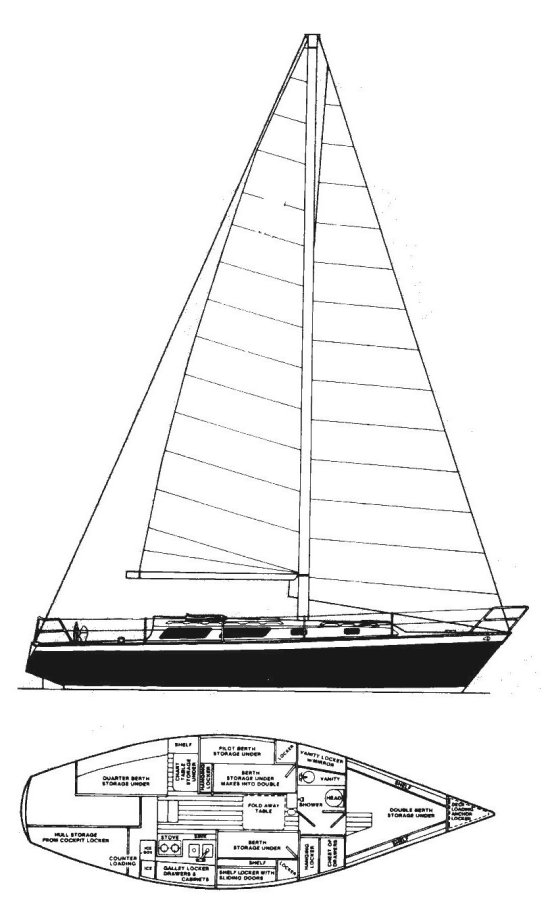 SHELF
PILOT BERTH
STORAGE UNDER
LOCKER
VANITY LOCKER
W/MIRROR
QUARTER BERTH
STORAGE UNDER
CHART
TABLE
STORAGE
UNDER
HANGING
LOCKER
BERTH
STORAGE UNDER
MAKES INTO DOUBLE
VANITY
SHELF
SHOWER
HEAD
FOLD AWAY
TABLE
DOUBLE BERTH
STORAGE UNDER
DECK
LOADING
ANCHOR
LOCKER
HULL STORAGE
FROM COCKPIT LOCKER
COUNTER
LOADING
ICE
BOX
ICE
STOVE
SINK
BERTH
STORAGE UNDER
SHELF
HANGING
LOCKER
CHEST OF
DRAWERS
SHELF
GALLEY LOCKER
DRAWERS &
CABINETS
SHELF LOCKER WITH
SLIDING DOORS
LOCKER